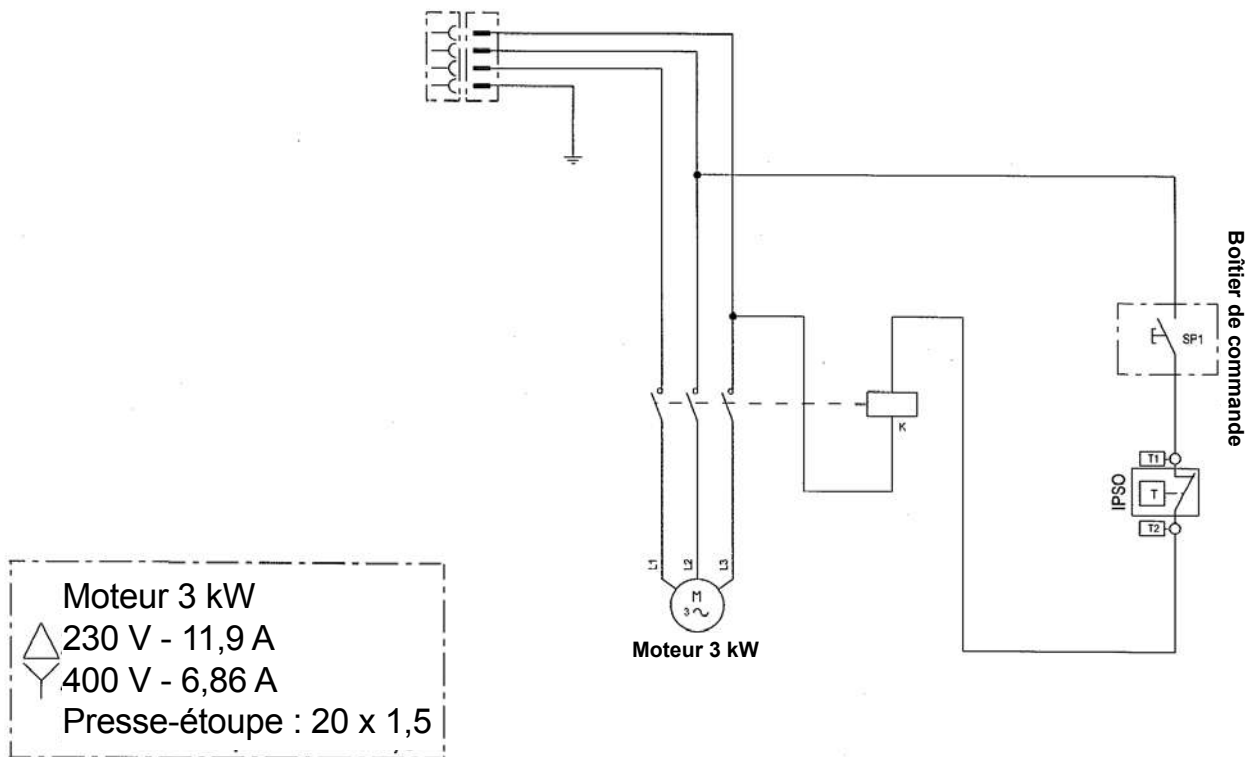 Boîtier de commande
SP1
K
T1
IPSO
T
T2
L1
L2
L3
M
3
Moteur 3 kW
Moteur 3 kW
230 V - 11,9 A
400 V - 6,86 A
Presse-étoupe : 20 x 1,5